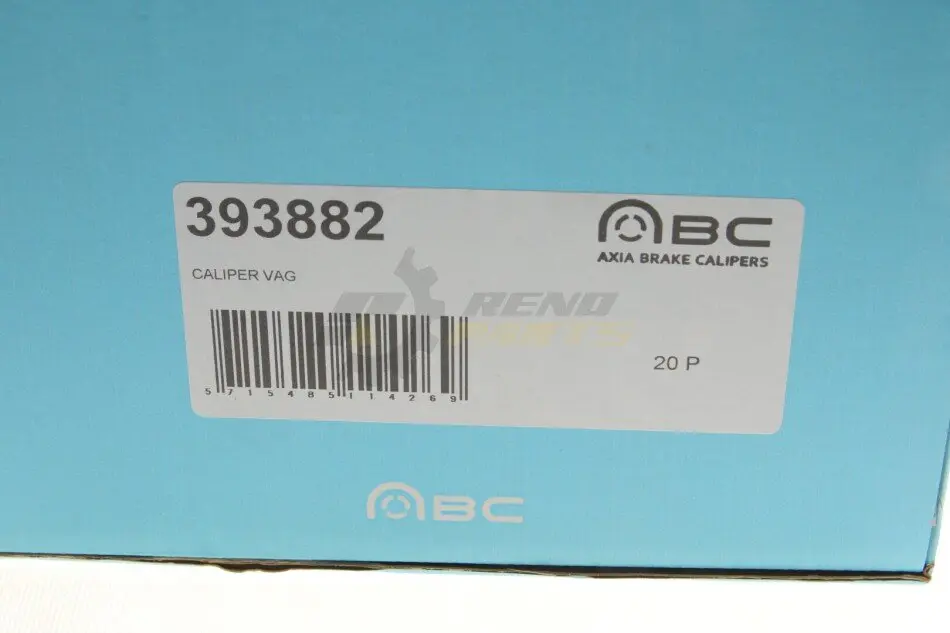 393882
ABC
AXIA BRAKE CALIPERS
CALIPER VAG
RENO
PARTS
20 P
5715485114269
ABC